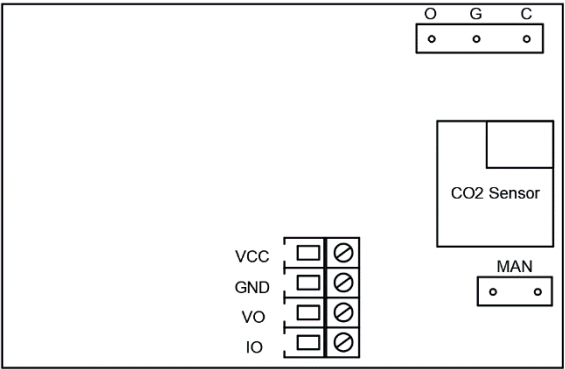 O G C
CO2 Sensor
VCC
MAN
GND
VO
IO